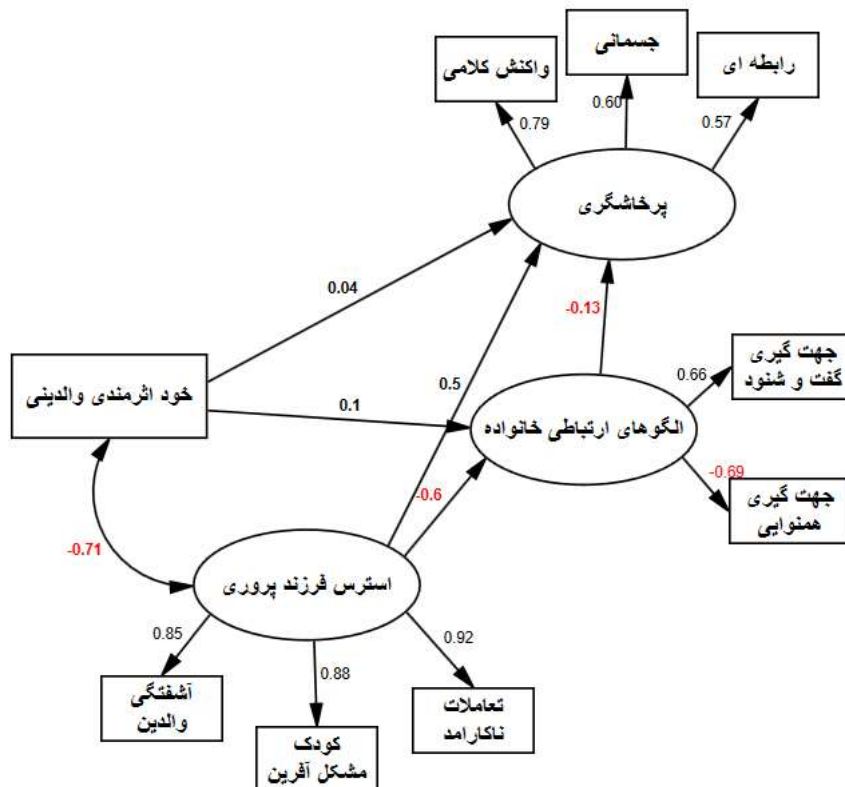 جسمانی
واکنش کلامی
رابطه ای
0.79
0.60
0.57
پرخاشگری
0.04
-0.13
جهت گیری
گفت و شنود
0.66
خود اثرمندی والدینی
0.5
0.1
الگوهای ارتباطی خانواده
-0.69
جهت گیری
همنوایی
-0.6
-0.71
استرس فرزند پروری
0.85
0.88
0.92
آشفتگی
والدین
کودک
مشکل آفرین
تعاملات
ناکارامد